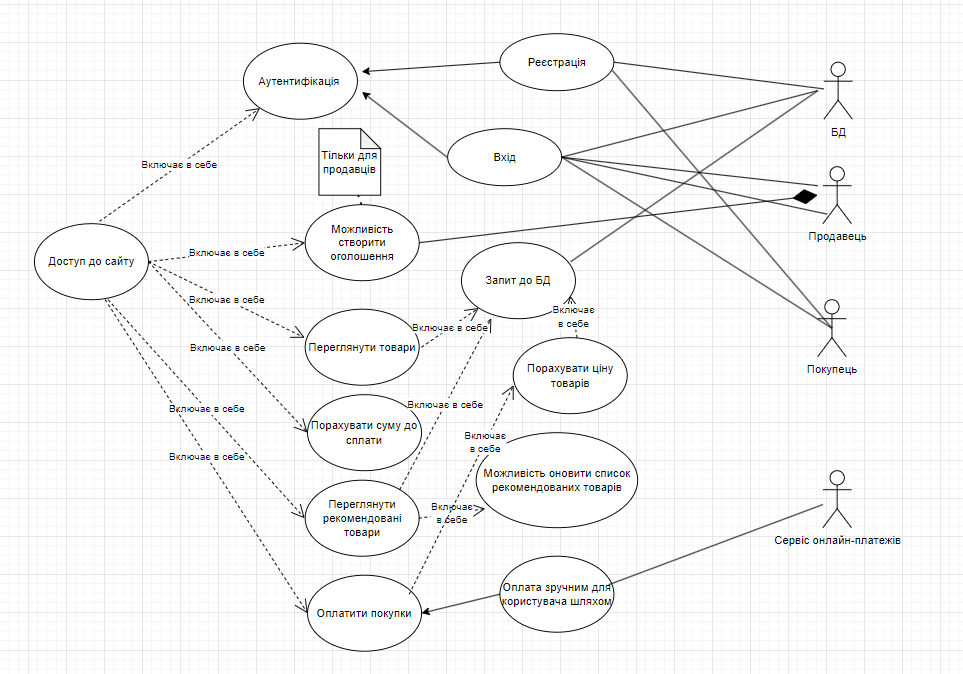 Аутентифікація
Реєстрація
БД
Тільки для
продавців
Вхід
Включає в себе
Продавець
Можливість
створити
оголошення
Доступ до сайту
Включає в себе
Запит до БД
Включає в себе
Включає
в себе
Включає в себе
Переглянути товари
Включає в себе
Порахувати ціну
товарів
Покупець
Включає в себе
Включає в себе
Порахувати суму до
сплати
Включає
в себе
Включає в себе
Можливість оновити список
рекомендованих товарів
Переглянути
рекомендовані
товари
Включає
в себе
Сервіс онлайн-платежів
Оплата зручним для
користувача шляхом
Оплатити покупки